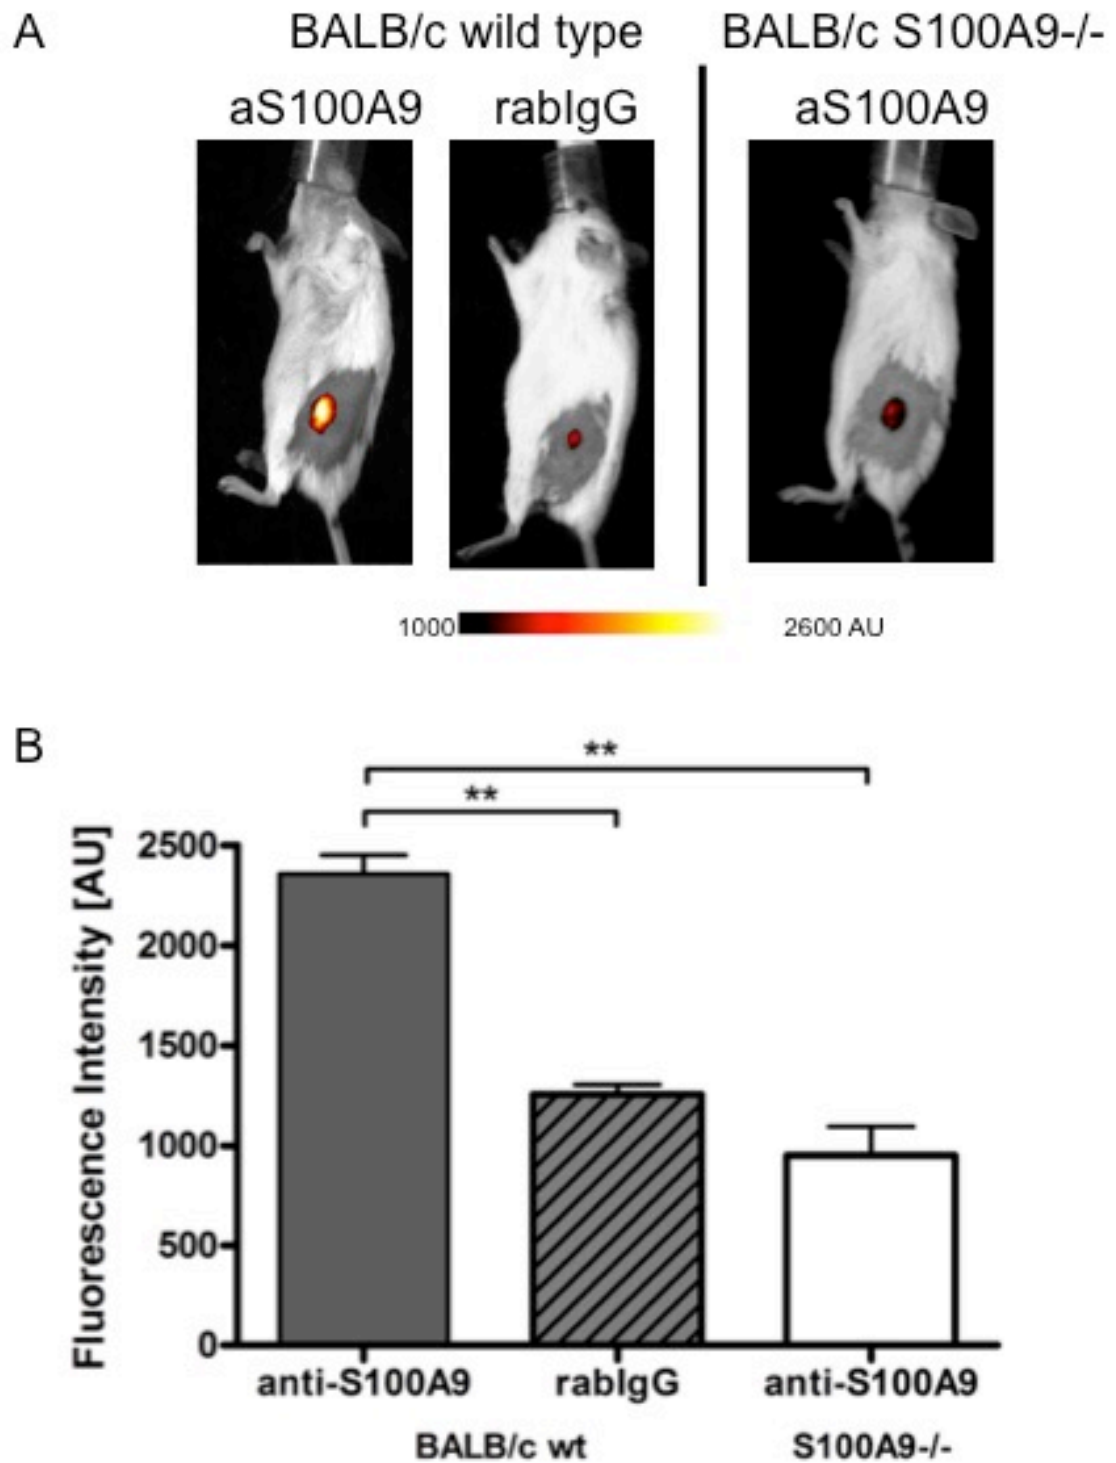 A
BALB/c wild type
BALB/c S100A9-/-
aS100A9
rabIgG
aS100A9
1000
2600 AU
B
**
**
Fluorescence Intensity [AU]
2500
2000
1500
1000
500
0
anti-S100A9
rabIgG
anti-S100A9
BALB/c wt
S100A9-/-